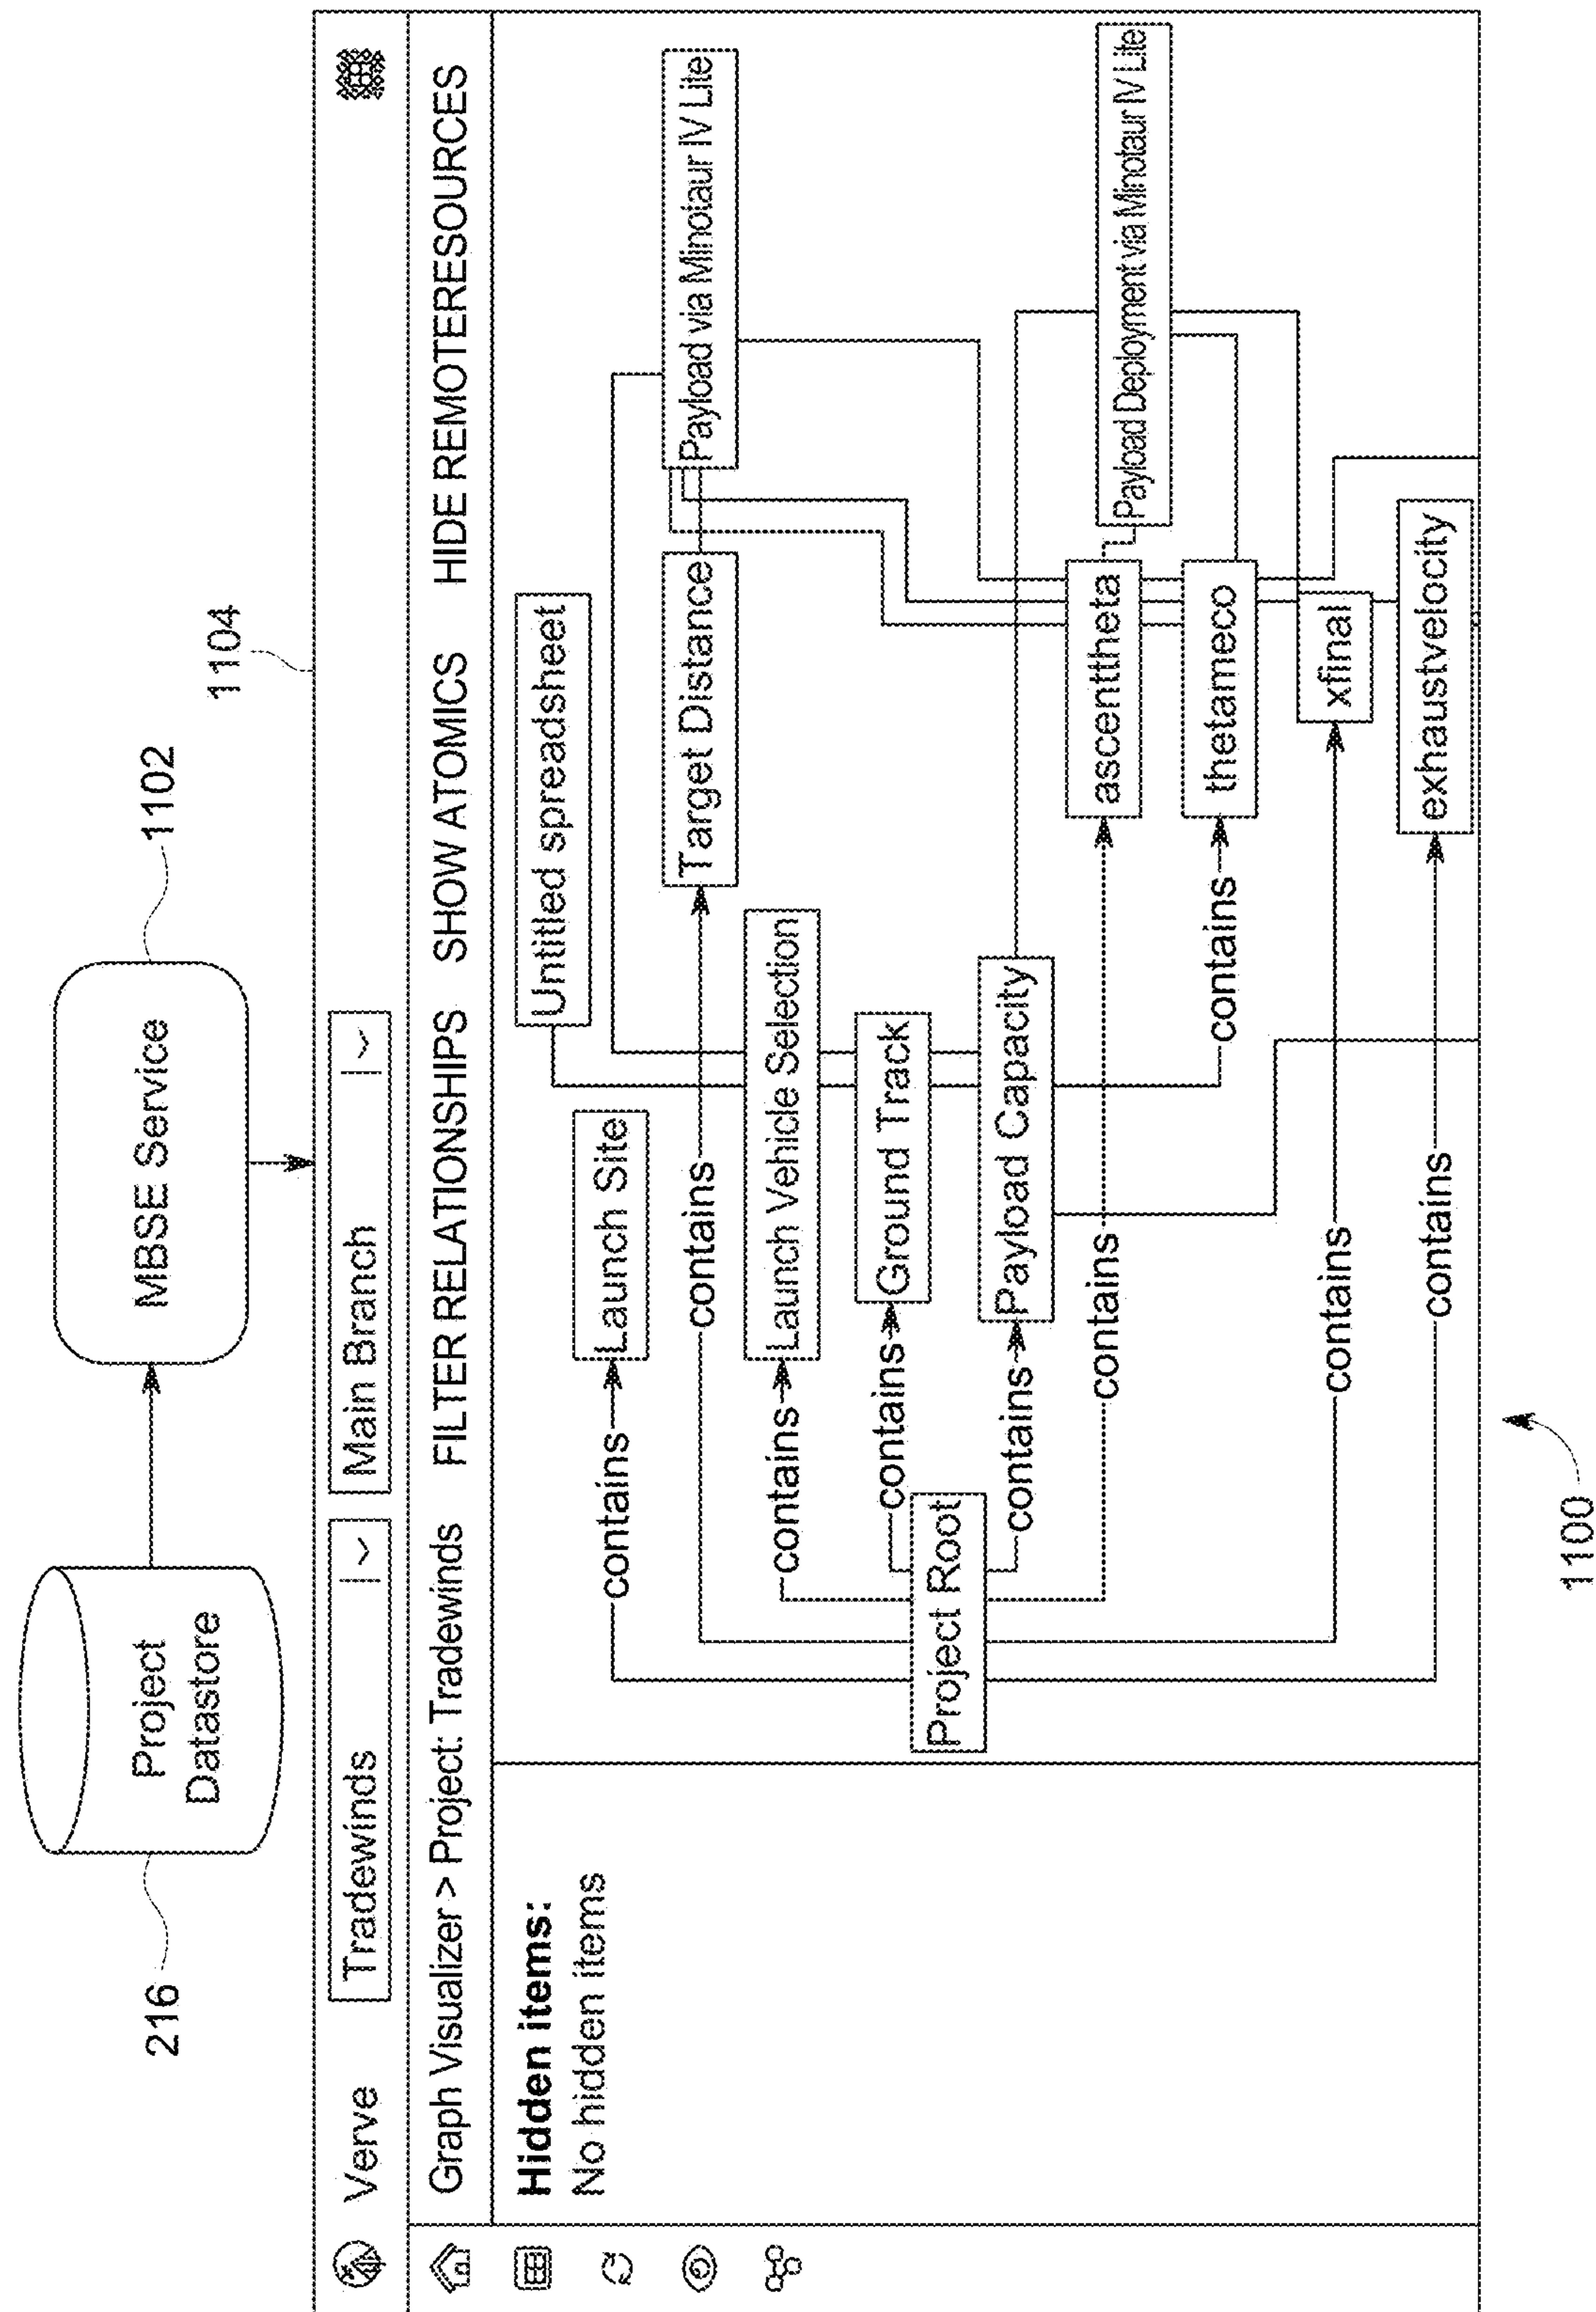 216
Project
Datastore
MBSE Service
1102
1104
Verve
Tradewinds
Main Branch
Graph Visualizer > Project: Tradewinds
FILTER RELATIONSHIPS
SHOW ATOMICS
HIDE REMOTERESOURCES
Hidden items:
No hidden items
Untitled spreadsheet
contains
Launch Site
contains
Target Distance
Payload via Minotaur IV Lite
contains
Launch Vehicle Selection
contains
Ground Track
Project Root
contains
Payload Capacity
contains
ascenttheta
Payload Deployment via Minotaur IV Lite
contains
thetameco
contains
xfinal
contains
exhaustvelocity
1100